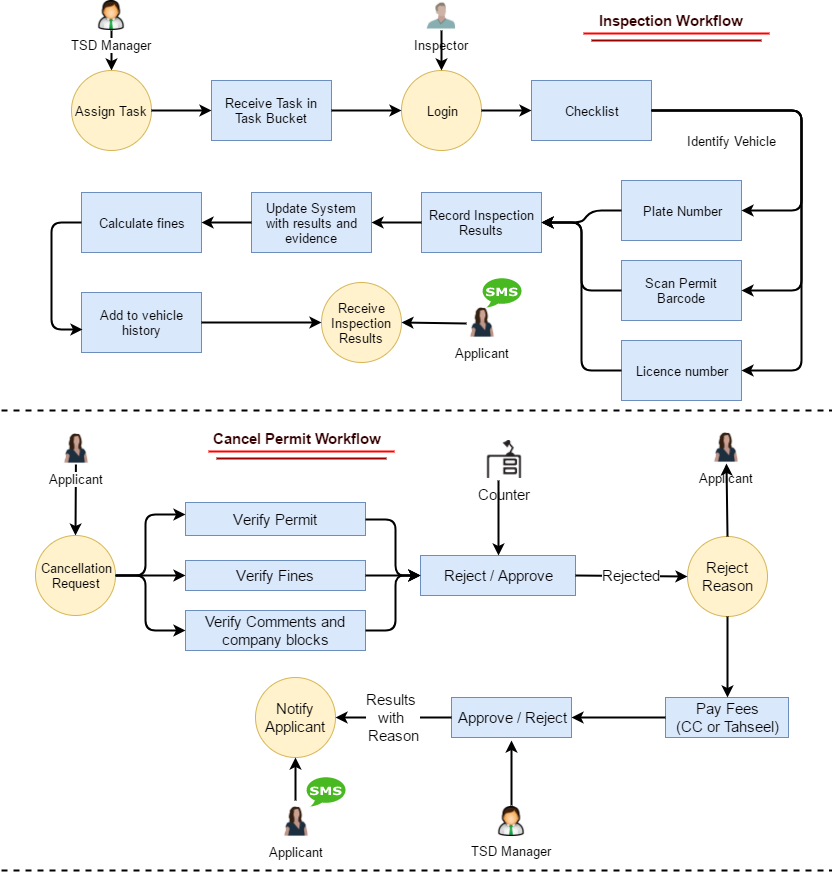 Inspection Workflow
TSD Manager
Inspector
Assign Task
Receive Task in
Task Bucket
Login
Checklist
Identify Vehicle
Calculate fines
Update System
with results and
evidence
Record Inspection
Results
Plate Number
Scan Permit
Barcode
Licence number
Add to vehicle
history
Receive
Inspection
Results
SMS
Applicant
Cancel Permit Workflow
Applicant
Counter
Applicant
Cancellation
Request
Verify Permit
Verify Fines
Verify Comments and
company blocks
Reject / Approve
Rejected
Reject
Reason
Notify
Applicant
Results
with
Reason
Approve / Reject
Pay Fees
(CC or Tahseel)
SMS
Applicant
TSD Manager